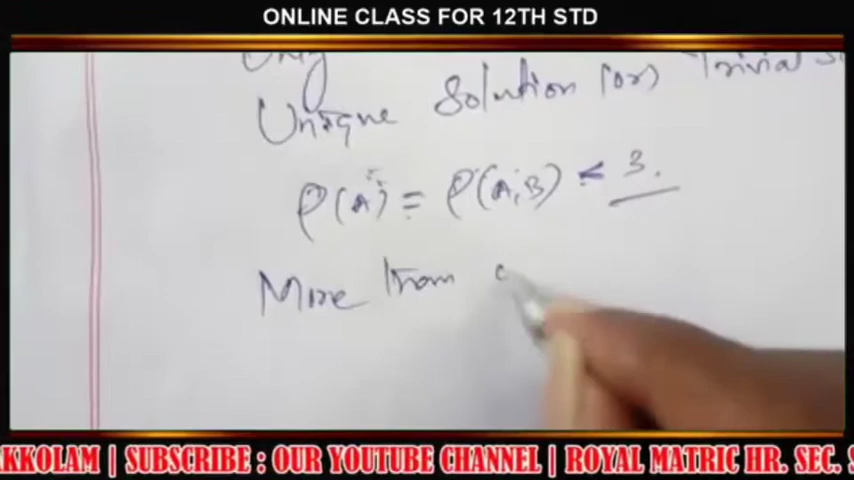 ONLINE CLASS FOR 12TH STD
Only
Unique Solution (or) Trivial
ρ(A) = ρ(A,B) < 3.
More than
KKOLAM | SUBSCRIBE : OUR YOUTUBE CHANNEL | ROYAL MATRIC HR. SEC.